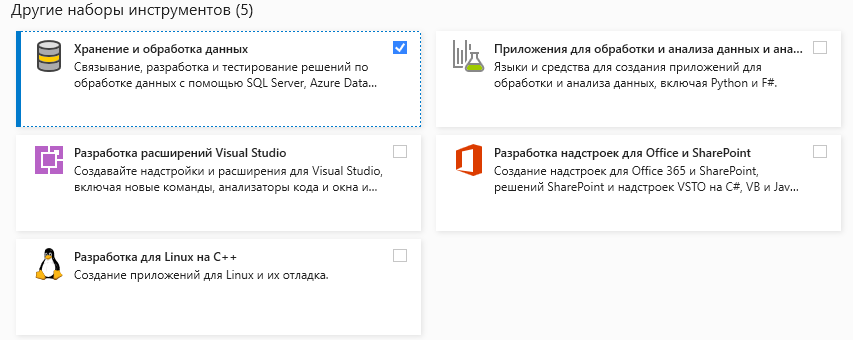 Другие наборы инструментов (5)
Хранение и обработка данных
Связывание, разработка и тестирование решений по
обработке данных с помощью SQL Server, Azure Data...
Приложения для обработки и анализа данных и ана...
Языки и средства для создания приложений для
обработки и анализа данных, включая Python и F#.
Разработка расширений Visual Studio
Создавайте надстройки и расширения для Visual Studio,
включая новые команды, анализаторы кода и окна и...
Разработка надстроек для Office и SharePoint
Создание надстроек для Office 365 и SharePoint,
решений SharePoint и надстроек VSTO на C#, VB и Jav...
Разработка для Linux на C++
Создание приложений для Linux и их отладка.